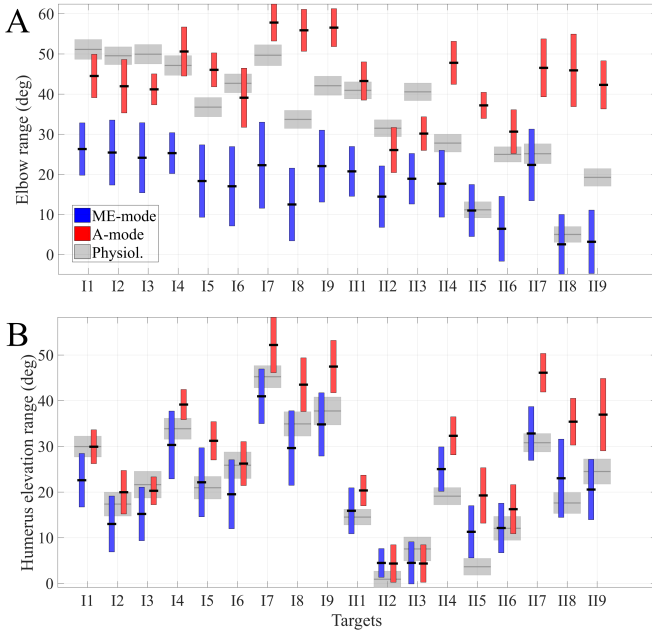 A
Elbow range (deg)
60
50
40
30
20
10
0
ME-mode
A-mode
Physiol.
I1 I2 I3 I4 I5 I6 I7 I8 I9 II1 II2 II3 II4 II5 II6 II7 II8 II9
B
Humerus elevation range (deg)
50
40
30
20
10
0
I1 I2 I3 I4 I5 I6 I7 I8 I9 II1 II2 II3 II4 II5 II6 II7 II8 II9
Targets